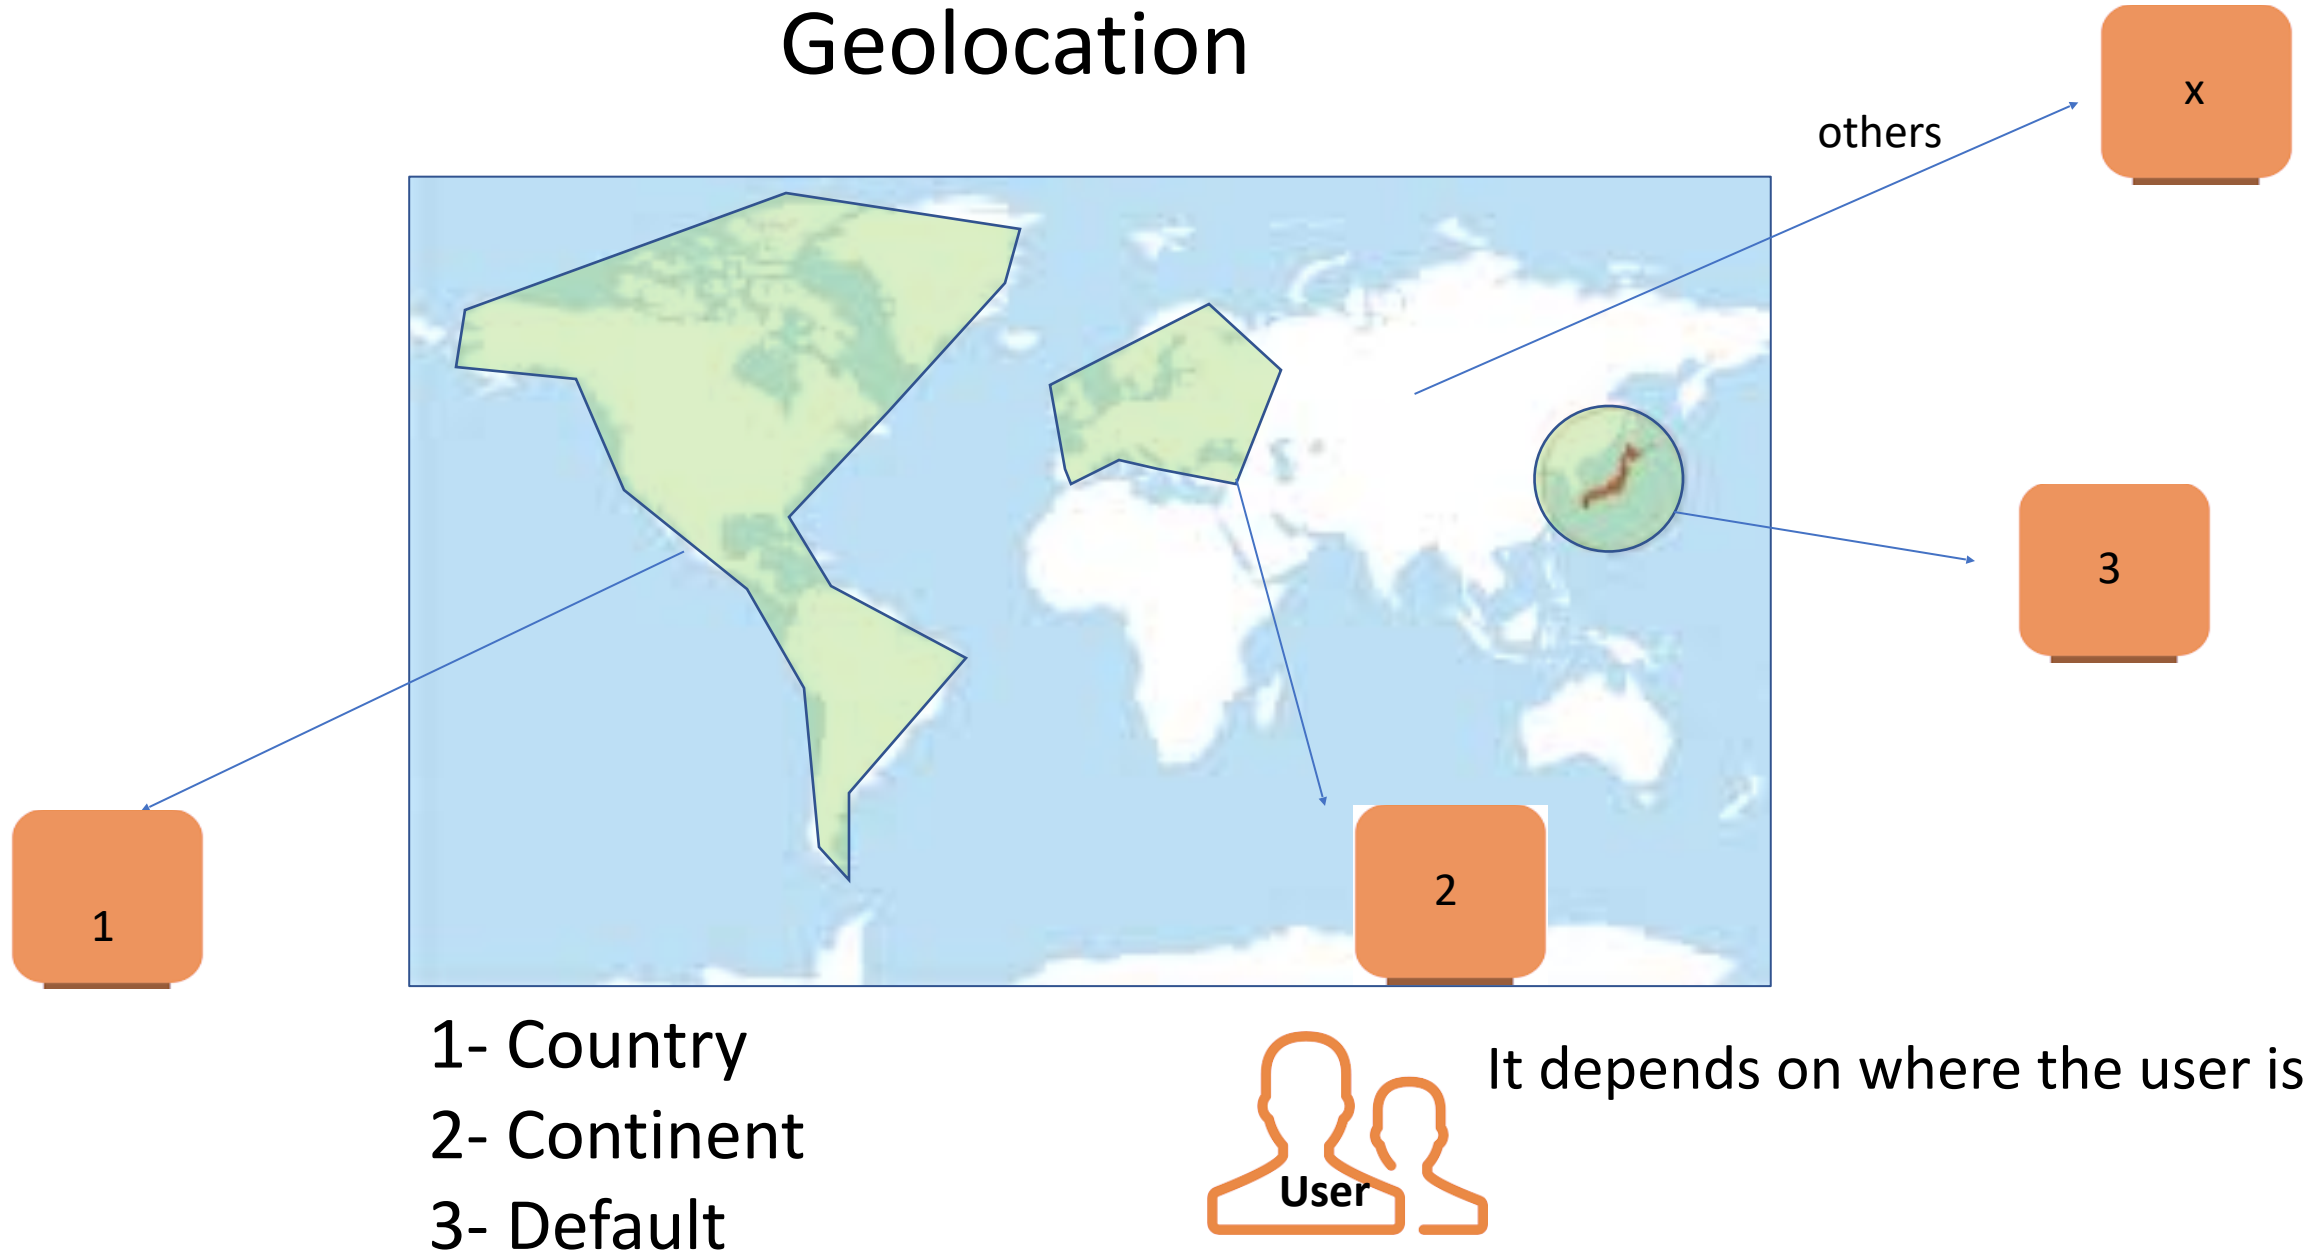 Geolocation
x
others
3
2
1
1- Country
2- Continent
3- Default
User
It depends on where the user is